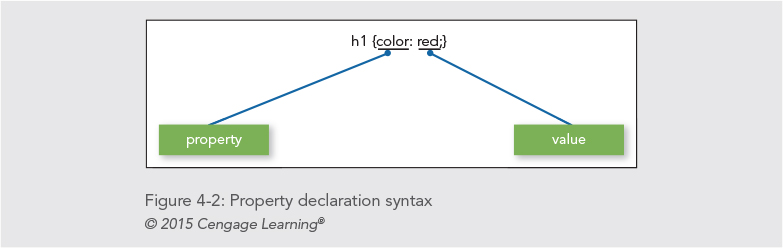 h1 {color: red;}
property
value
Figure 4-2: Property declaration syntax
© 2015 Cengage Learning®